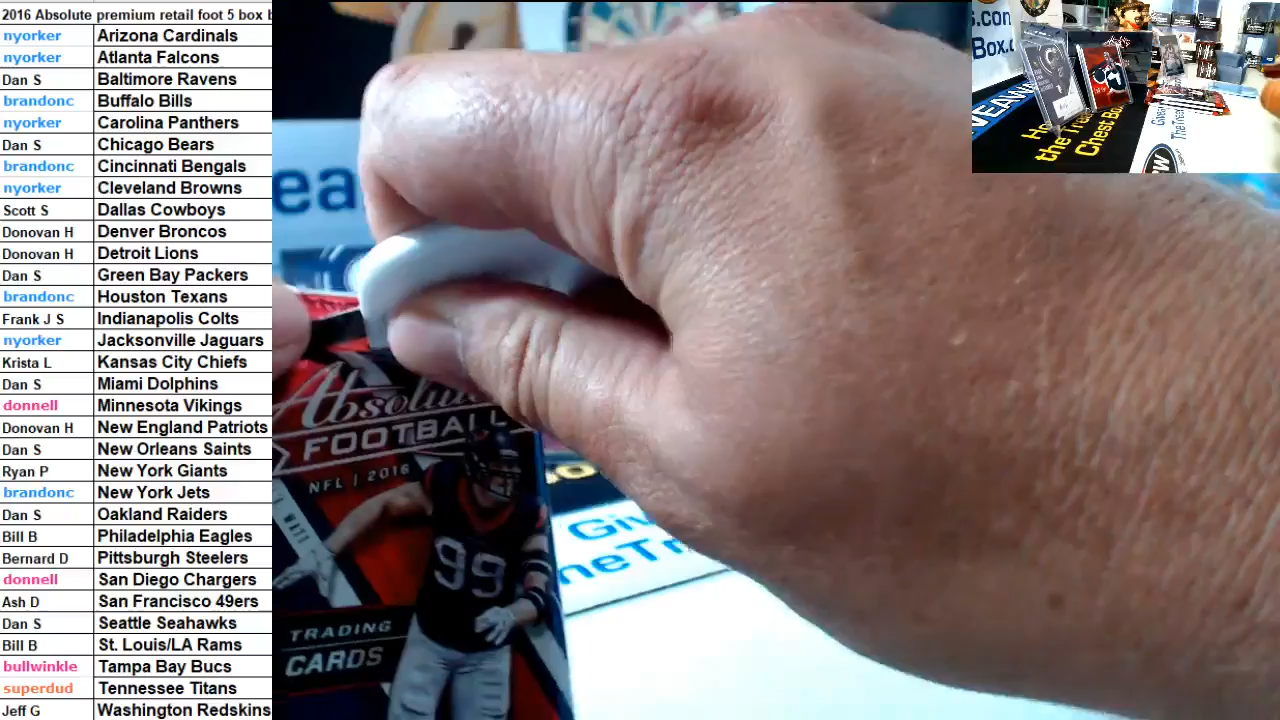 2016 Absolute premium retail foot 5 box b
nyorker Arizona Cardinals
nyorker Atlanta Falcons
Dan S Baltimore Ravens
brandonc Buffalo Bills
nyorker Carolina Panthers
Dan S Chicago Bears
brandonc Cincinnati Bengals
nyorker Cleveland Browns
Scott S Dallas Cowboys
Donovan H Denver Broncos
Donovan H Detroit Lions
Dan S Green Bay Packers
brandonc Houston Texans
Frank J S Indianapolis Colts
nyorker Jacksonville Jaguars
Krista L Kansas City Chiefs
Dan S Miami Dolphins
donnell Minnesota Vikings
Donovan H New England Patriots
Dan S New Orleans Saints
Ryan P New York Giants
brandonc New York Jets
Dan S Oakland Raiders
Bill B Philadelphia Eagles
Bernard D Pittsburgh Steelers
donnell San Diego Chargers
Ash D San Francisco 49ers
Dan S Seattle Seahawks
Bill B St. Louis/LA Rams
bullwinkle Tampa Bay Bucs
superdud Tennessee Titans
Jeff G Washington Redskins
Absolute
FOOTBALL
NFL | 2016
99
TRADING
CARDS
s.com
Box.c
the Trea
Chest Bo